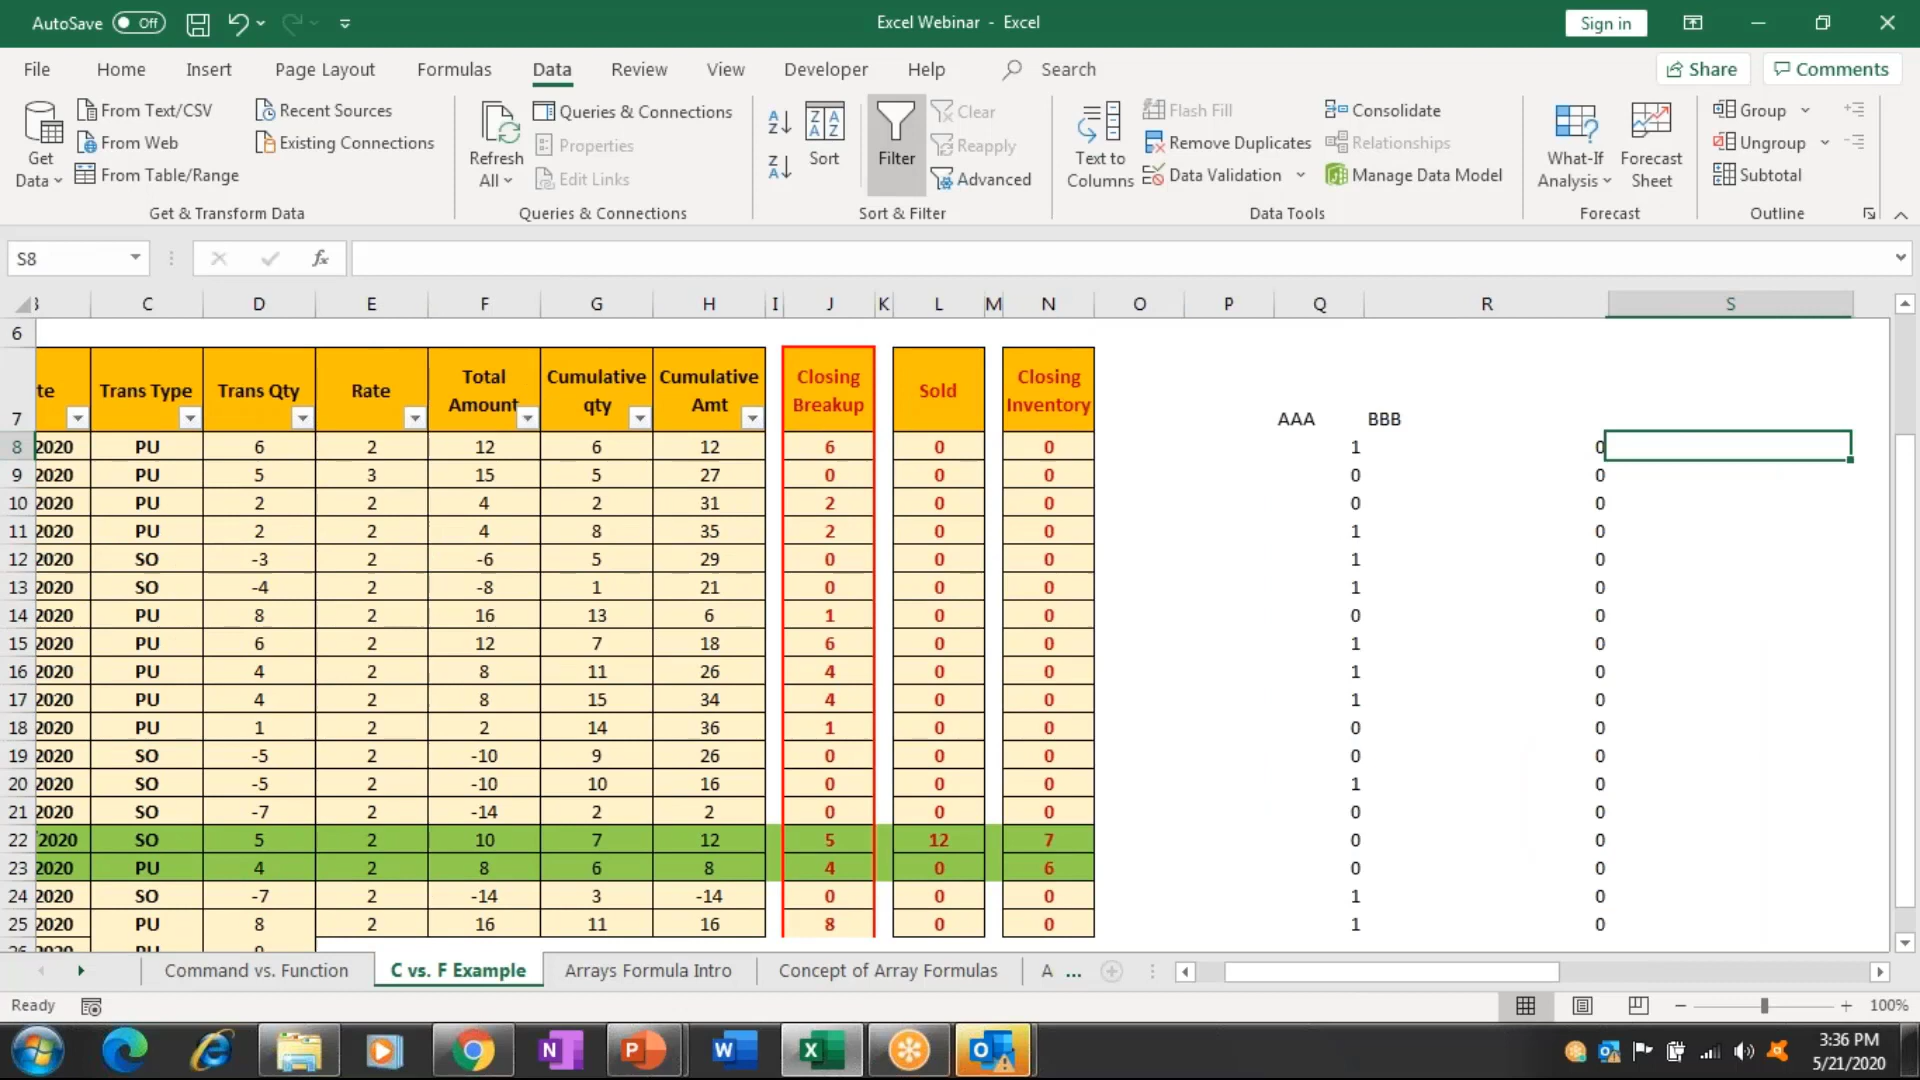 AutoSave Off
Excel Webinar - Excel
Sign in
File Home Insert Page Layout Formulas Data Review View Developer Help Search
Share Comments
Get Data
From Text/CSV
From Web
From Table/Range
Recent Sources
Existing Connections
Get & Transform Data
Refresh All
Queries & Connections
Properties
Edit Links
Queries & Connections
Sort
Filter
Clear
Reapply
Advanced
Sort & Filter
Text to Columns
Flash Fill
Remove Duplicates
Data Validation
Consolidate
Relationships
Manage Data Model
Data Tools
What-If Analysis
Forecast Sheet
Forecast
Group
Ungroup
Subtotal
Outline
S8
fx
C D E F G H I J K L M N O P Q R S
6
7 te Trans Type Trans Qty Rate Total Amount Cumulative qty Cumulative Amt Closing Breakup Sold Closing Inventory AAA BBB
8 2020 PU 6 2 12 6 12 6 0 0 1 0
9 2020 PU 5 3 15 5 27 0 0 0 0 0
10 2020 PU 2 2 4 2 31 2 0 0 0 0
11 2020 PU 2 2 4 8 35 2 0 0 1 0
12 2020 SO -3 2 -6 5 29 0 0 0 1 0
13 2020 SO -4 2 -8 1 21 0 0 0 1 0
14 2020 PU 8 2 16 13 6 1 0 0 0 0
15 2020 PU 6 2 12 7 18 6 0 0 1 0
16 2020 PU 4 2 8 11 26 4 0 0 1 0
17 2020 PU 4 2 8 15 34 4 0 0 1 0
18 2020 PU 1 2 2 14 36 1 0 0 0 0
19 2020 SO -5 2 -10 9 26 0 0 0 0 0
20 2020 SO -5 2 -10 10 16 0 0 0 1 0
21 2020 SO -7 2 -14 2 2 0 0 0 0 0
22 /2020 SO 5 2 10 7 12 5 12 7 0 0
23 2020 PU 4 2 8 6 8 4 0 6 0 0
24 2020 SO -7 2 -14 3 -14 0 0 0 1 0
25 2020 PU 8 2 16 11 16 8 0 0 1 0
Command vs. Function C vs. F Example Arrays Formula Intro Concept of Array Formulas A ...
Ready
100%
3:36 PM
5/21/2020